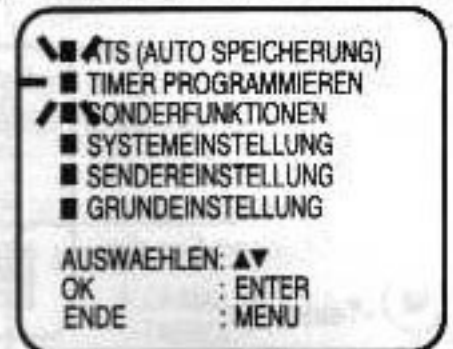 ■ ATS (AUTO SPEICHERUNG)
■ TIMER PROGRAMMIEREN
■ SONDERFUNKTIONEN
■ SYSTEMEINSTELLUNG
■ SENDEREINSTELLUNG
■ GRUNDEINSTELLUNG
AUSWAEHLEN: ▲▼
OK : ENTER
ENDE : MENU